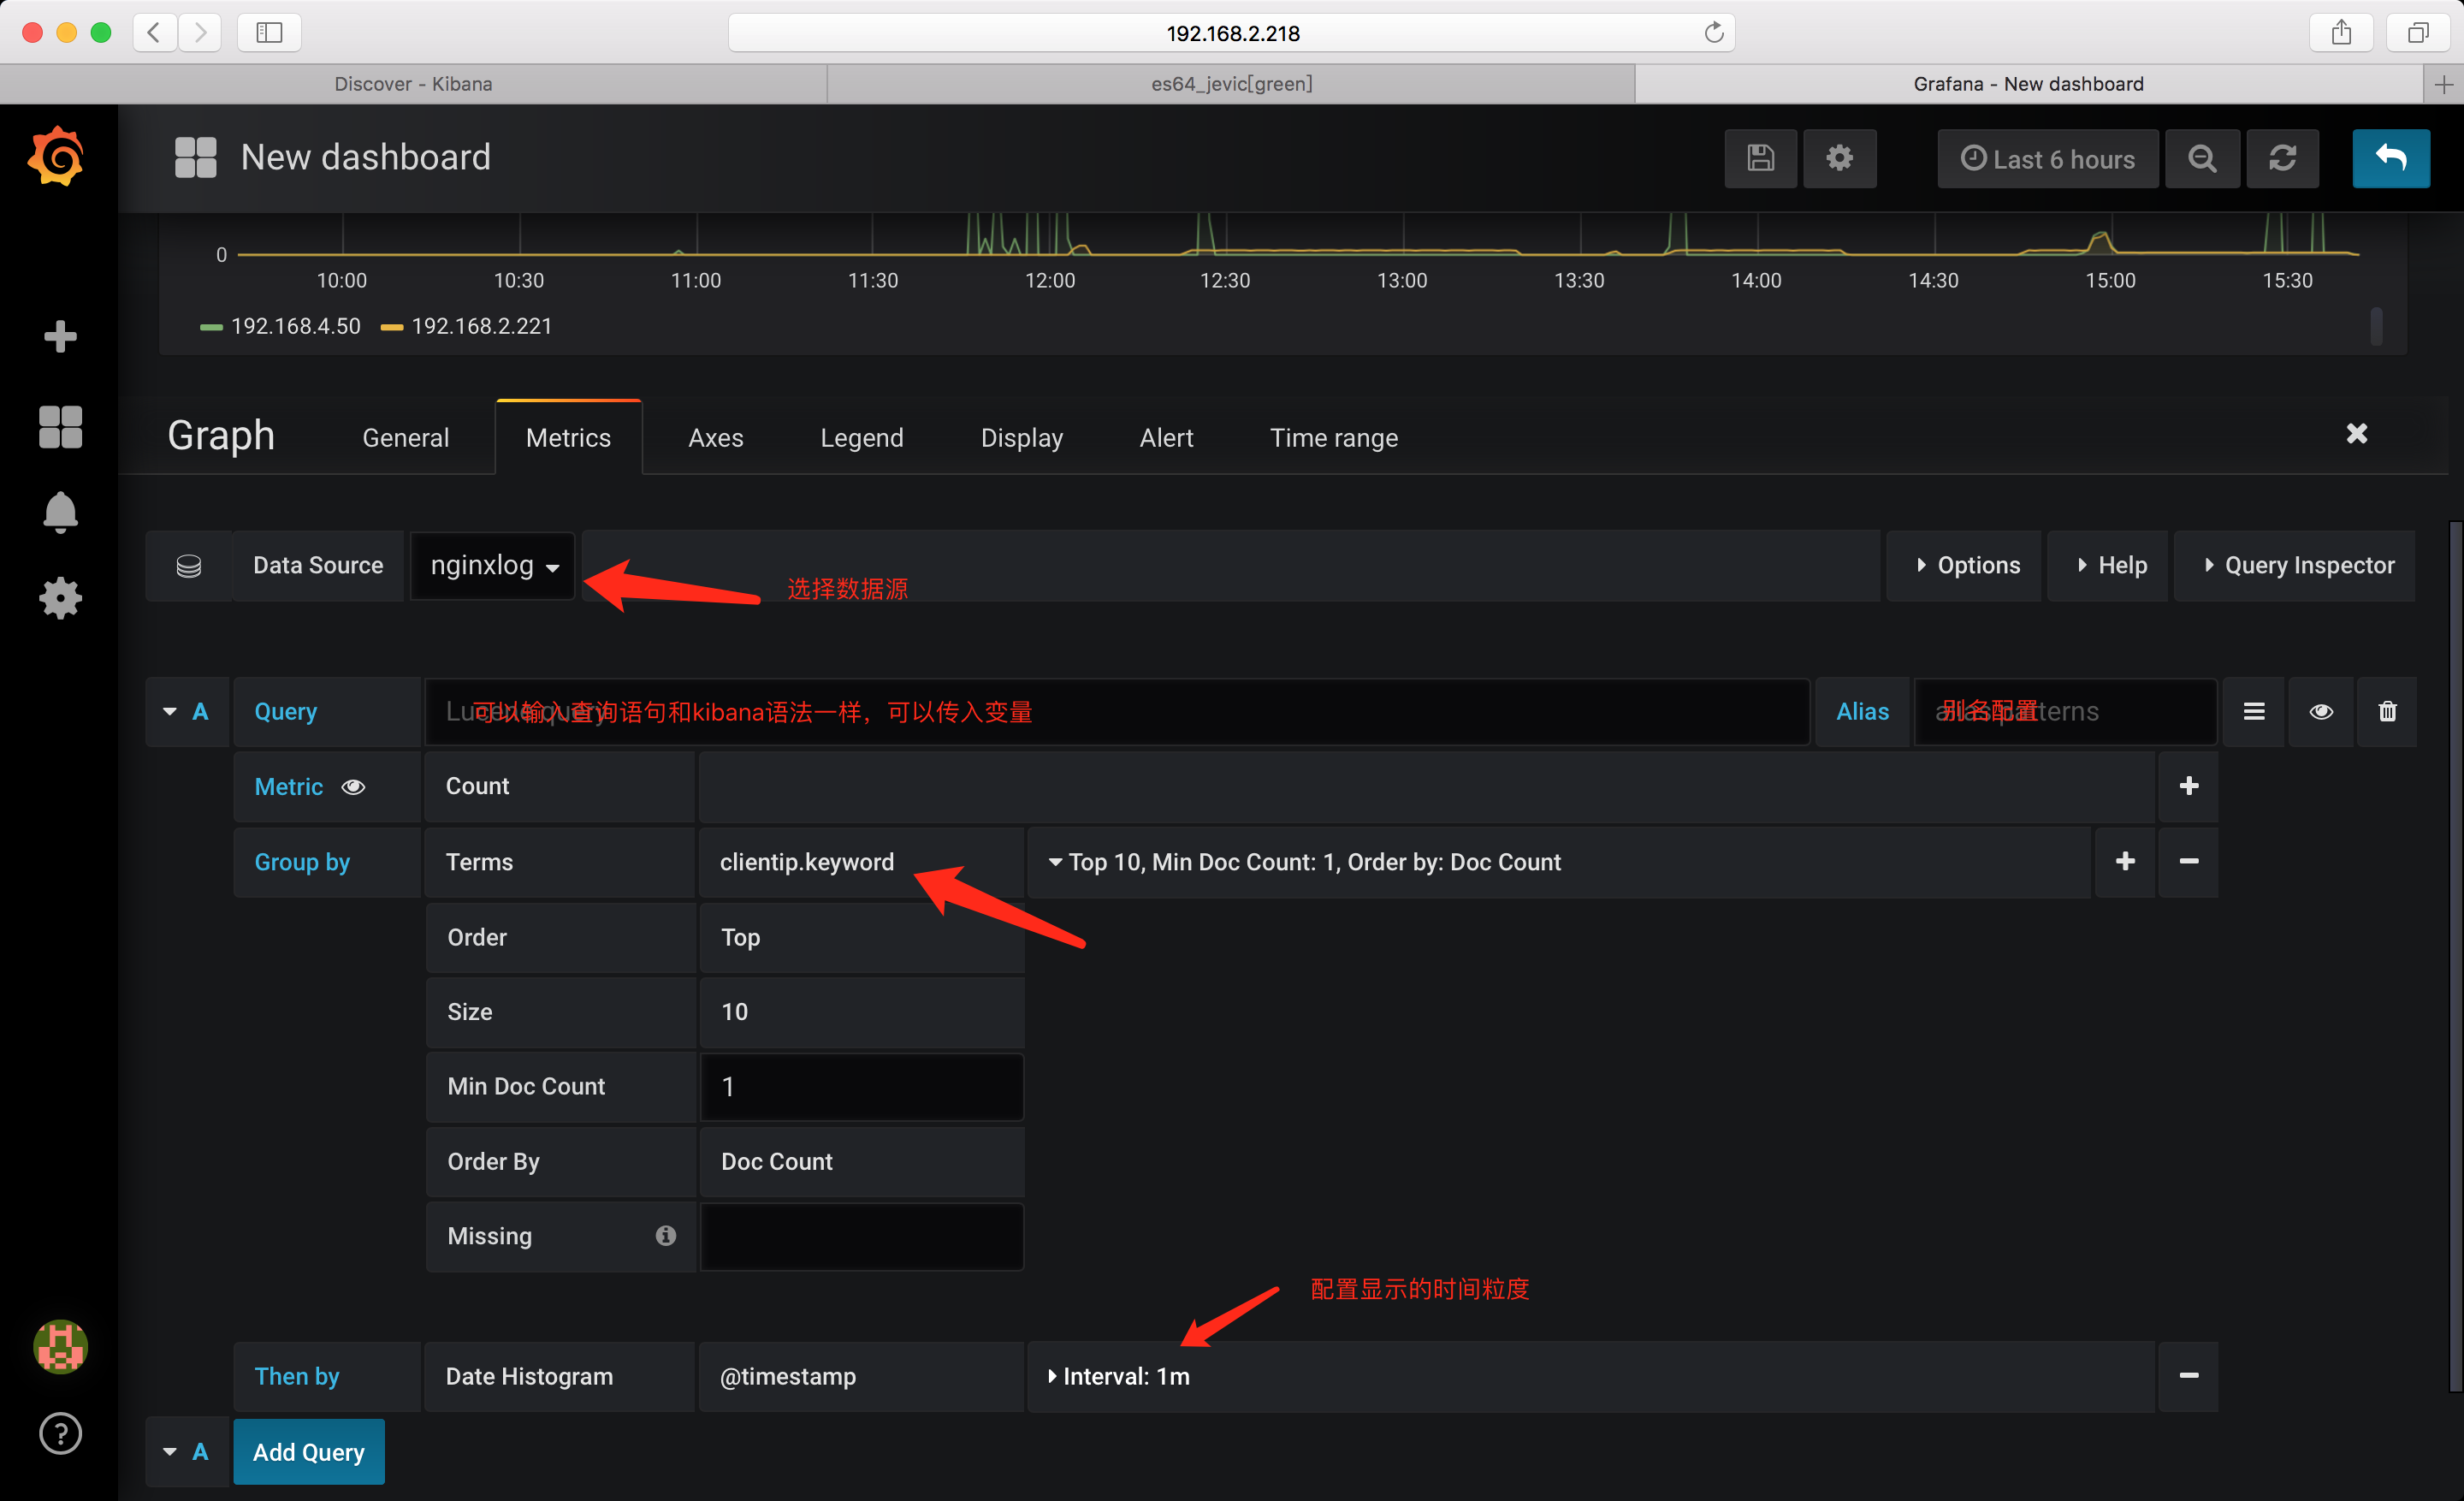 192.168.2.218
Discover - Kibana
es64_jevic[green]
Grafana - New dashboard
New dashboard
Last 6 hours
0
10:00 10:30 11:00 11:30 12:00 12:30 13:00 13:30 14:00 14:30 15:00 15:30
192.168.4.50 192.168.2.221
Graph General Metrics Axes Legend Display Alert Time range
Data Source nginxlog Options Help Query Inspector
选择数据源
A Query Lucene query Alias alias patterns
可以输入查询语句和kibana语法一样，可以传入变量
别名配置
Metric Count
Group by Terms clientip.keyword Top 10, Min Doc Count: 1, Order by: Doc Count
Order Top
Size 10
Min Doc Count 1
Order By Doc Count
Missing
配置显示的时间粒度
Then by Date Histogram @timestamp Interval: 1m
A Add Query